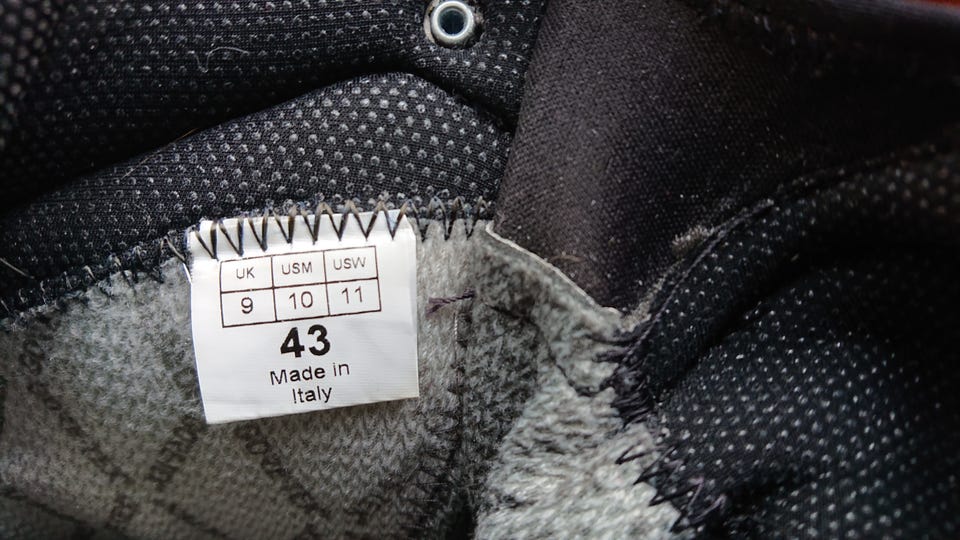 UK USM USW
9 10 11
43
Made in
Italy